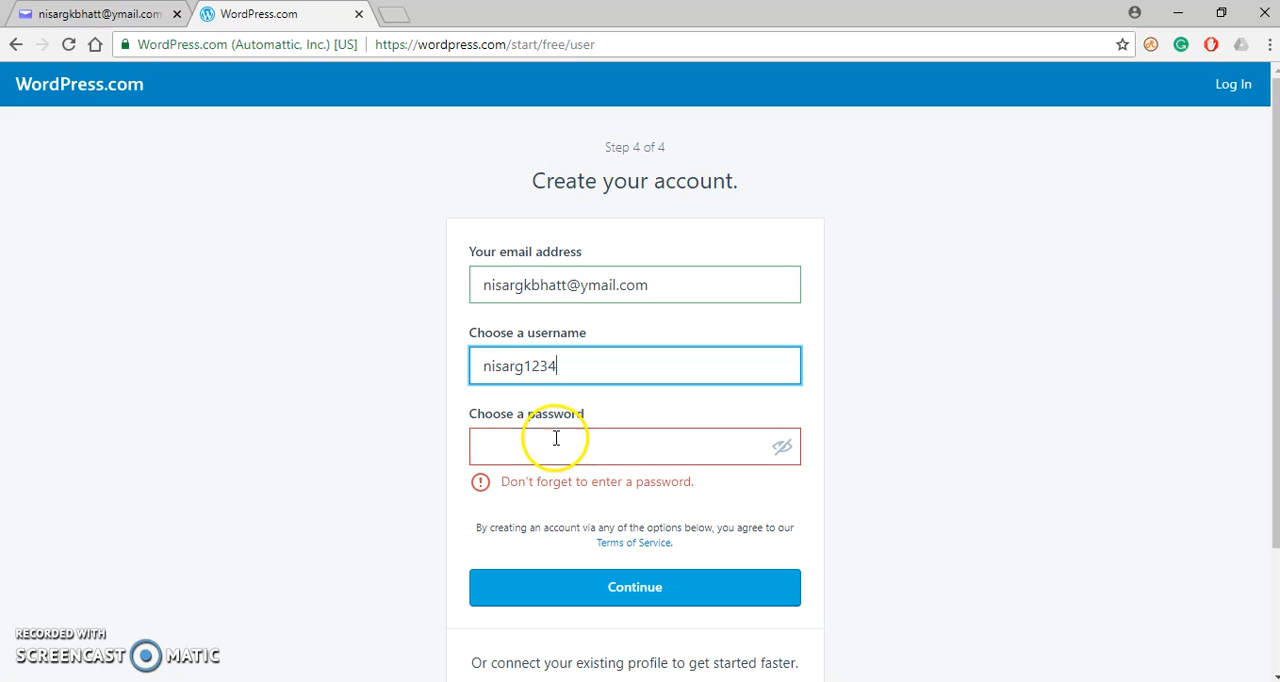 nisargkbhatt@ymail.com
WordPress.com
WordPress.com (Automattic, Inc.) [US]
https://wordpress.com/start/free/user
WordPress.com
Log In
Step 4 of 4
Create your account.
Your email address
nisargkbhatt@ymail.com
Choose a username
nisarg1234
Choose a password
Don't forget to enter a password.
By creating an account via any of the options below, you agree to our
Terms of Service.
Continue
Or connect your existing profile to get started faster.
RECORDED WITH
SCREENCAST MATIC